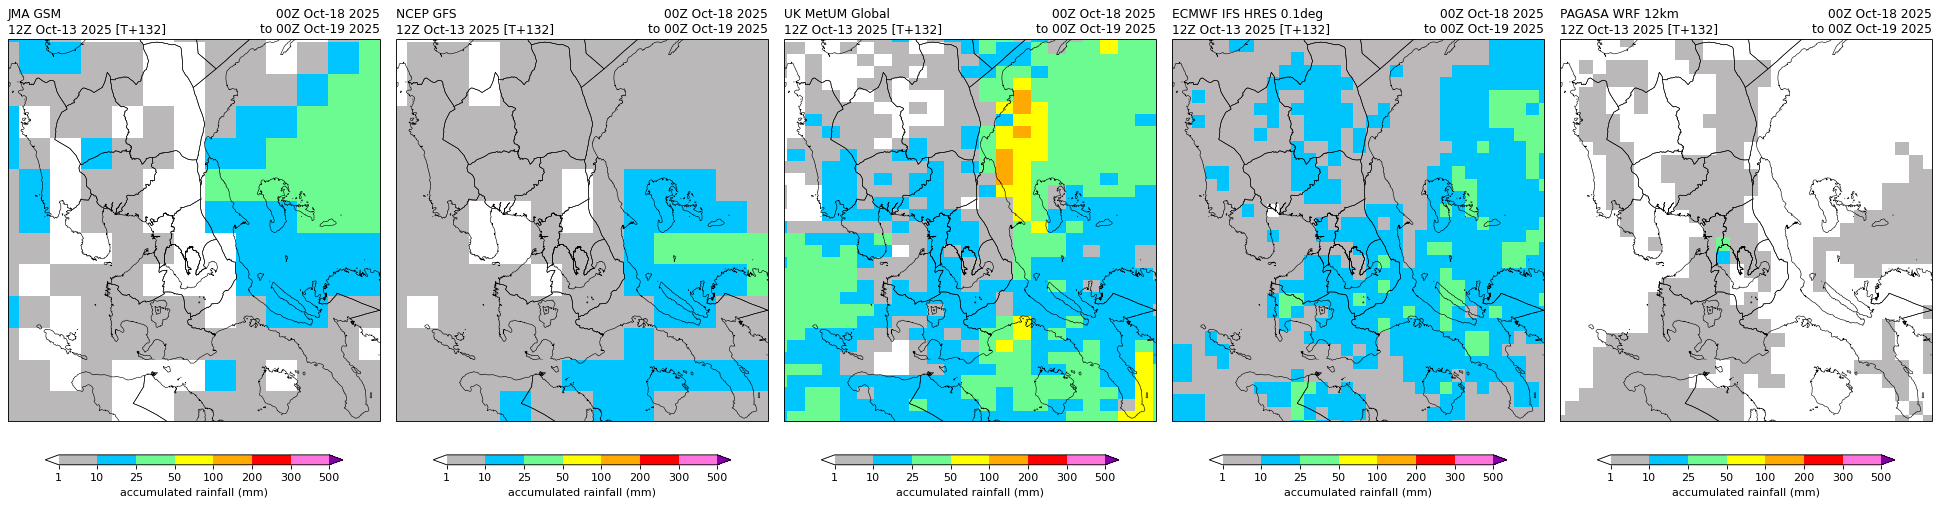 JMA GSM 00Z Oct-18 2025
12Z Oct-13 2025 [T+132] to 00Z Oct-19 2025
1 10 25 50 100 200 300 500
accumulated rainfall (mm)
NCEP GFS 00Z Oct-18 2025
12Z Oct-13 2025 [T+132] to 00Z Oct-19 2025
1 10 25 50 100 200 300 500
accumulated rainfall (mm)
UK MetUM Global 00Z Oct-18 2025
12Z Oct-13 2025 [T+132] to 00Z Oct-19 2025
1 10 25 50 100 200 300 500
accumulated rainfall (mm)
ECMWF IFS HRES 0.1deg 00Z Oct-18 2025
12Z Oct-13 2025 [T+132] to 00Z Oct-19 2025
1 10 25 50 100 200 300 500
accumulated rainfall (mm)
PAGASA WRF 12km 00Z Oct-18 2025
12Z Oct-13 2025 [T+132] to 00Z Oct-19 2025
1 10 25 50 100 200 300 500
accumulated rainfall (mm)